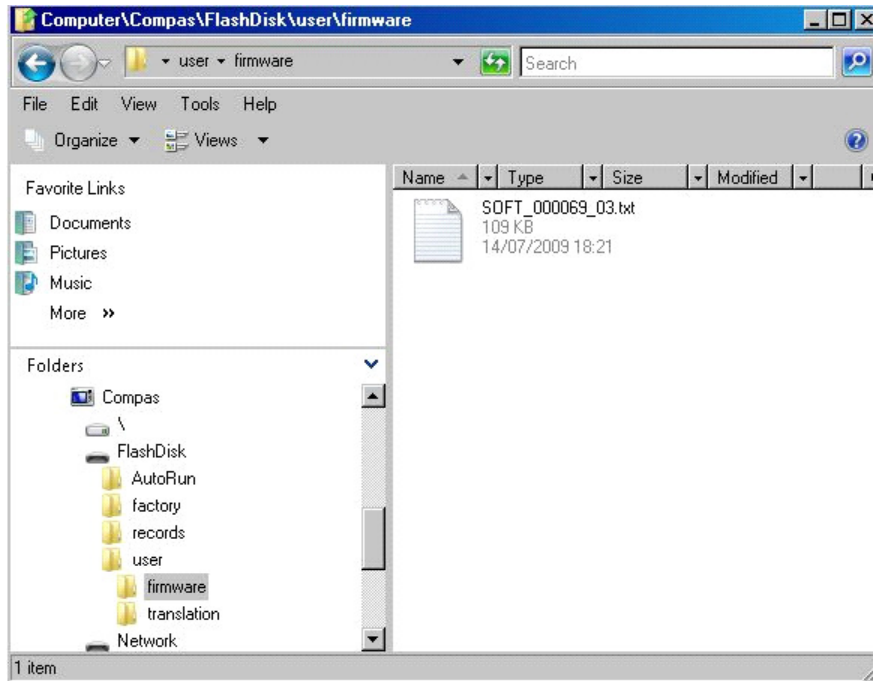 Computer\Compas\FlashDisk\user\firmware
user firmware
Search
File Edit View Tools Help
Organize Views
Favorite Links
Documents
Pictures
Music
More »
Folders
Compas
\
FlashDisk
AutoRun
factory
records
user
firmware
translation
Network
Name Type Size Modified
SOFT_000069_03.txt
109 KB
14/07/2009 18:21
1 item